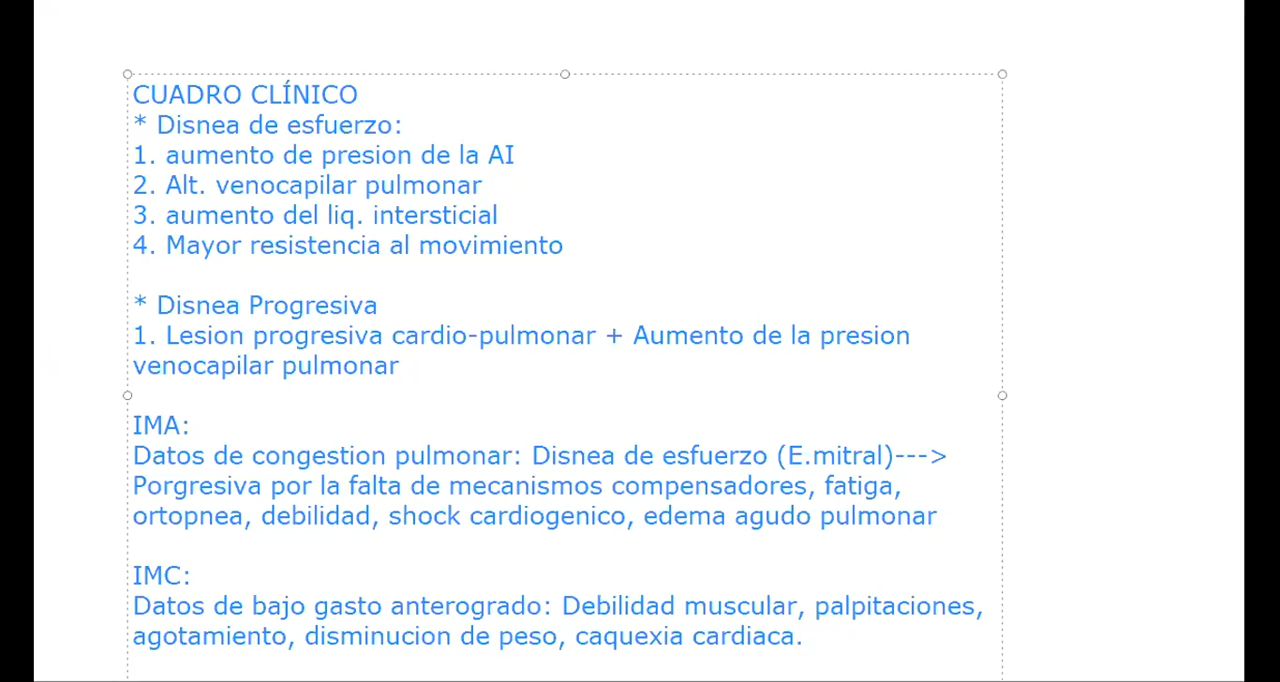 CUADRO CLÍNICO
* Disnea de esfuerzo:
1. aumento de presion de la AI
2. Alt. venocapilar pulmonar
3. aumento del liq. intersticial
4. Mayor resistencia al movimiento
* Disnea Progresiva
1. Lesion progresiva cardio-pulmonar + Aumento de la presion
venocapilar pulmonar
IMA:
Datos de congestion pulmonar: Disnea de esfuerzo (E.mitral)--->
Porgresiva por la falta de mecanismos compensadores, fatiga,
ortopnea, debilidad, shock cardiogenico, edema agudo pulmonar
IMC:
Datos de bajo gasto anterogrado: Debilidad muscular, palpitaciones,
agotamiento, disminucion de peso, caquexia cardiaca.